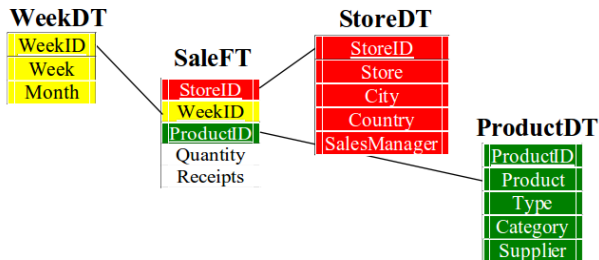 WeekDT
WeekID
Week
Month
SaleFT
StoreID
WeekID
ProductID
Quantity
Receipts
StoreDT
StoreID
Store
City
Country
SalesManager
ProductDT
ProductID
Product
Type
Category
Supplier